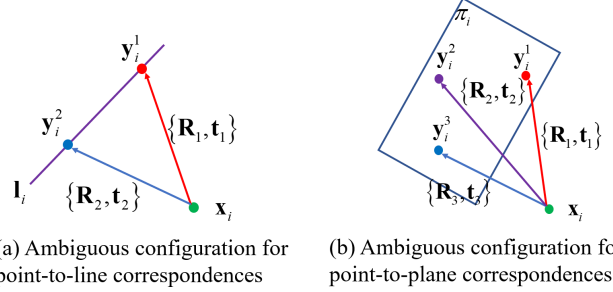 y_i^1
y_i^2
{R_1, t_1}
{R_2, t_2}
l_i
x_i
(a) Ambiguous configuration for
point-to-line correspondences
π_i
y_i^2
y_i^1
{R_2, t_2}
y_i^3
{R_1, t_1}
{R_3, t_3}
x_i
(b) Ambiguous configuration fo
point-to-plane correspondences